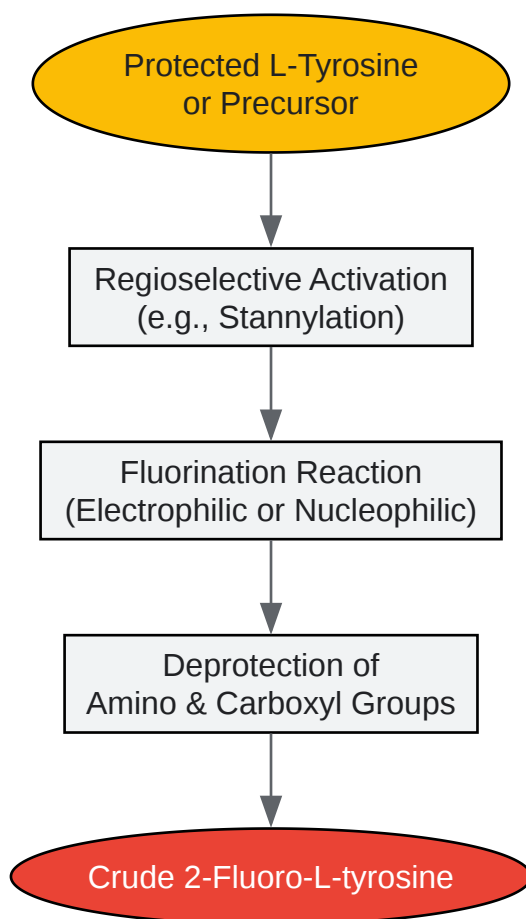 Protected L-Tyrosine
or Precursor
Regioselective Activation
(e.g., Stannylation)
Fluorination Reaction
(Electrophilic or Nucleophilic)
Deprotection of
Amino & Carboxyl Groups
Crude 2-Fluoro-L-tyrosine